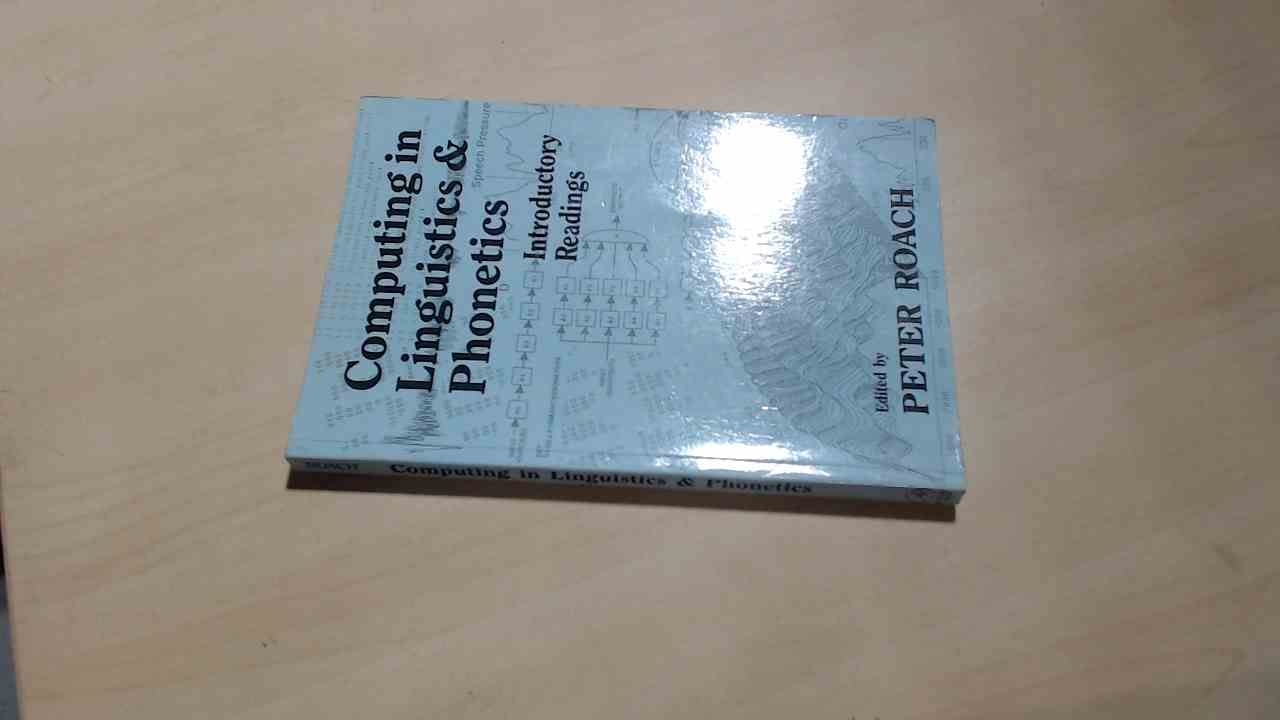 Computing in
Linguistics &
Phonetics
Introductory
Readings
Speech Pressure
Edited by
PETER ROACH
ROACH
Computing in Linguistics & Phonetics